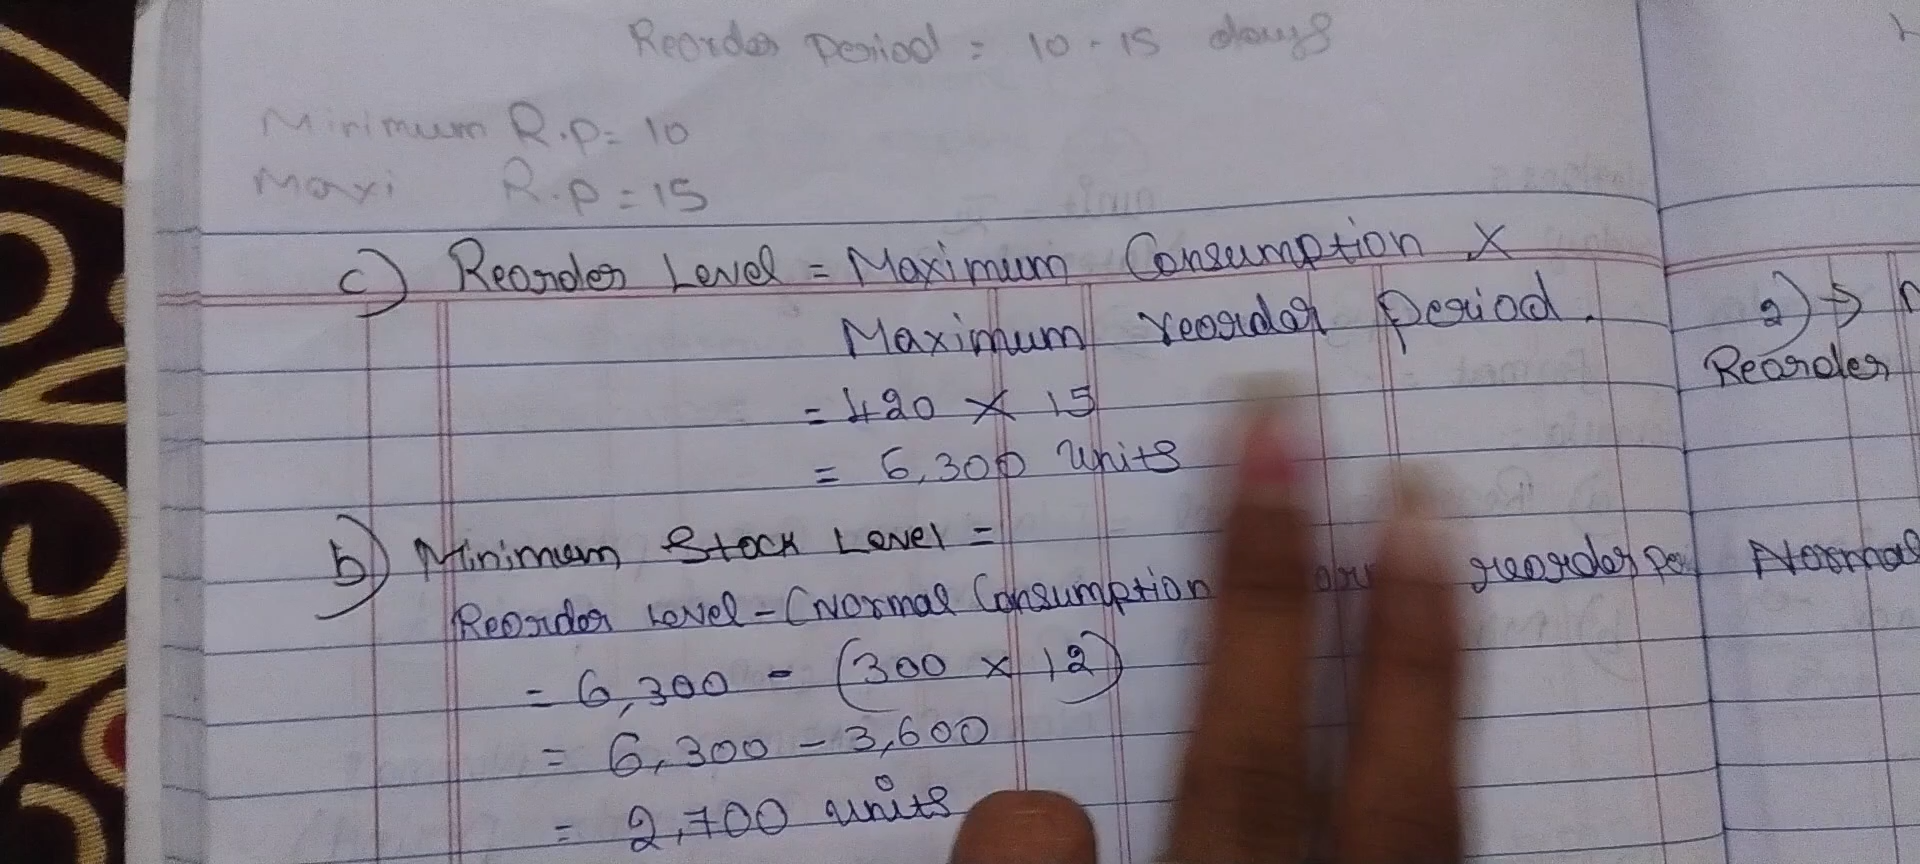 Reorder Period = 10 - 15 days
Minimum R.P = 10
Maxi R.P = 15
c) Reorder Level = Maximum Consumption X
Maximum reorder Period.
= 420 X 15
= 6,300 Units
b) Minimum Stock Level =
Reorder Level - (Normal Consumption reorder pe
= 6,300 - (300 x 12)
= 6,300 - 3,600
= 2,700 units
2) →
Reorder
Normal